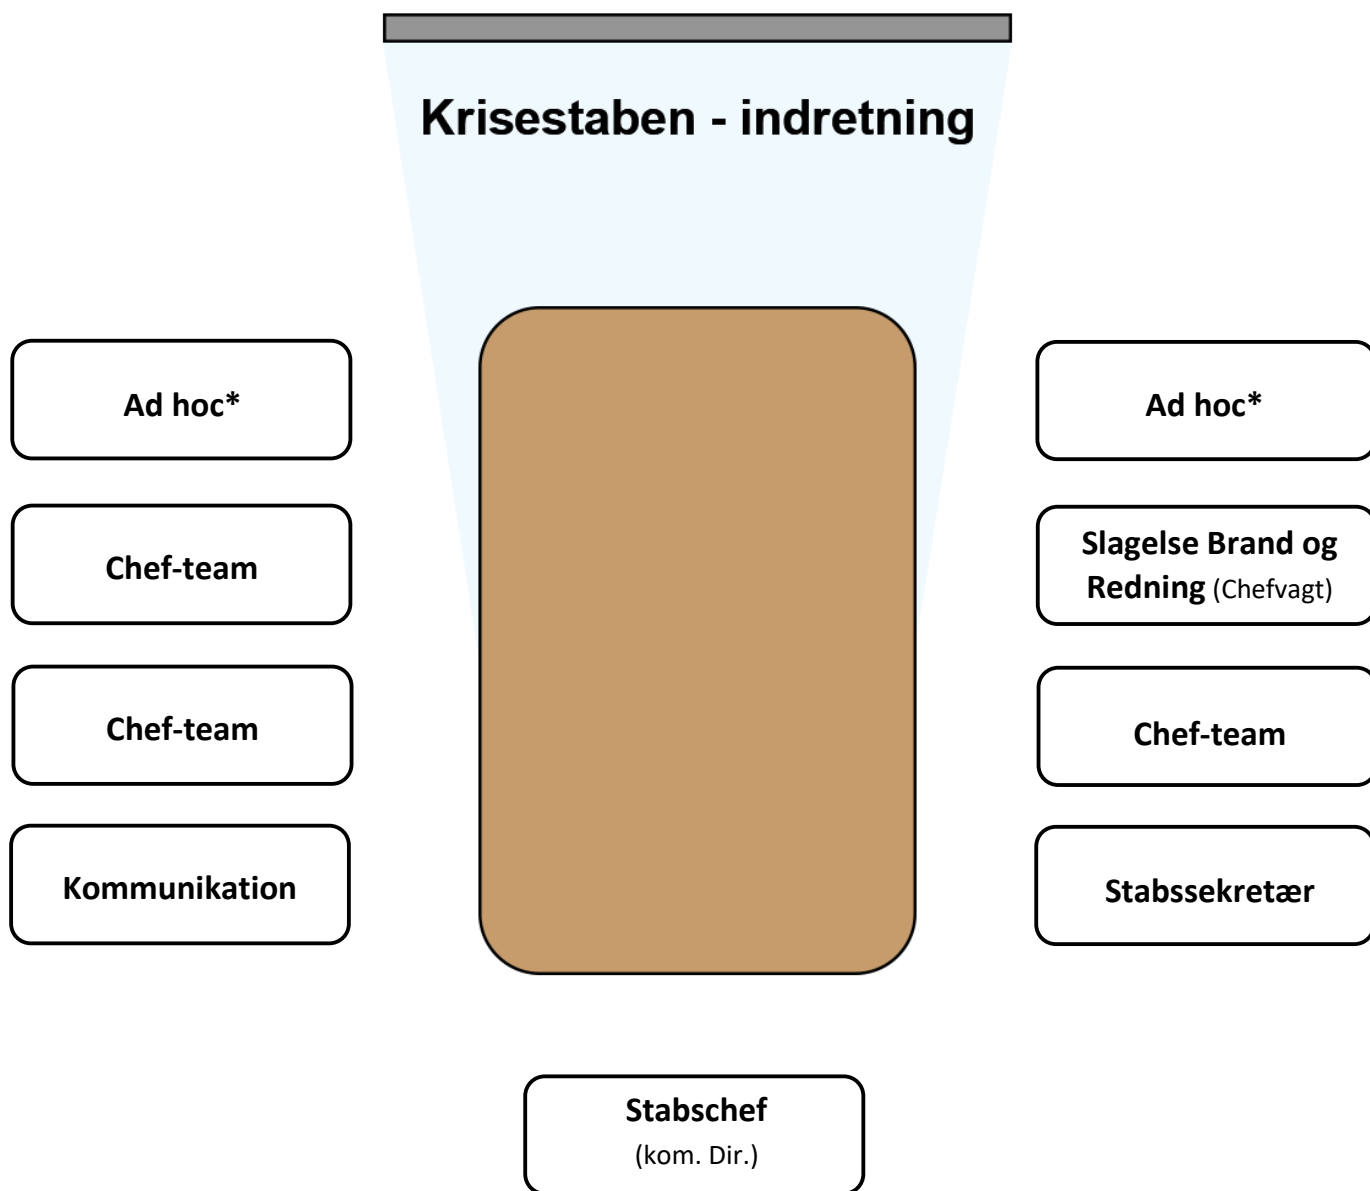 Krisestaben - indretning
Ad hoc*
Ad hoc*
Chef-team
Slagelse Brand og
Redning (Chefvagt)
Chef-team
Chef-team
Kommunikation
Stabssekretær
Stabschef
(kom. Dir.)